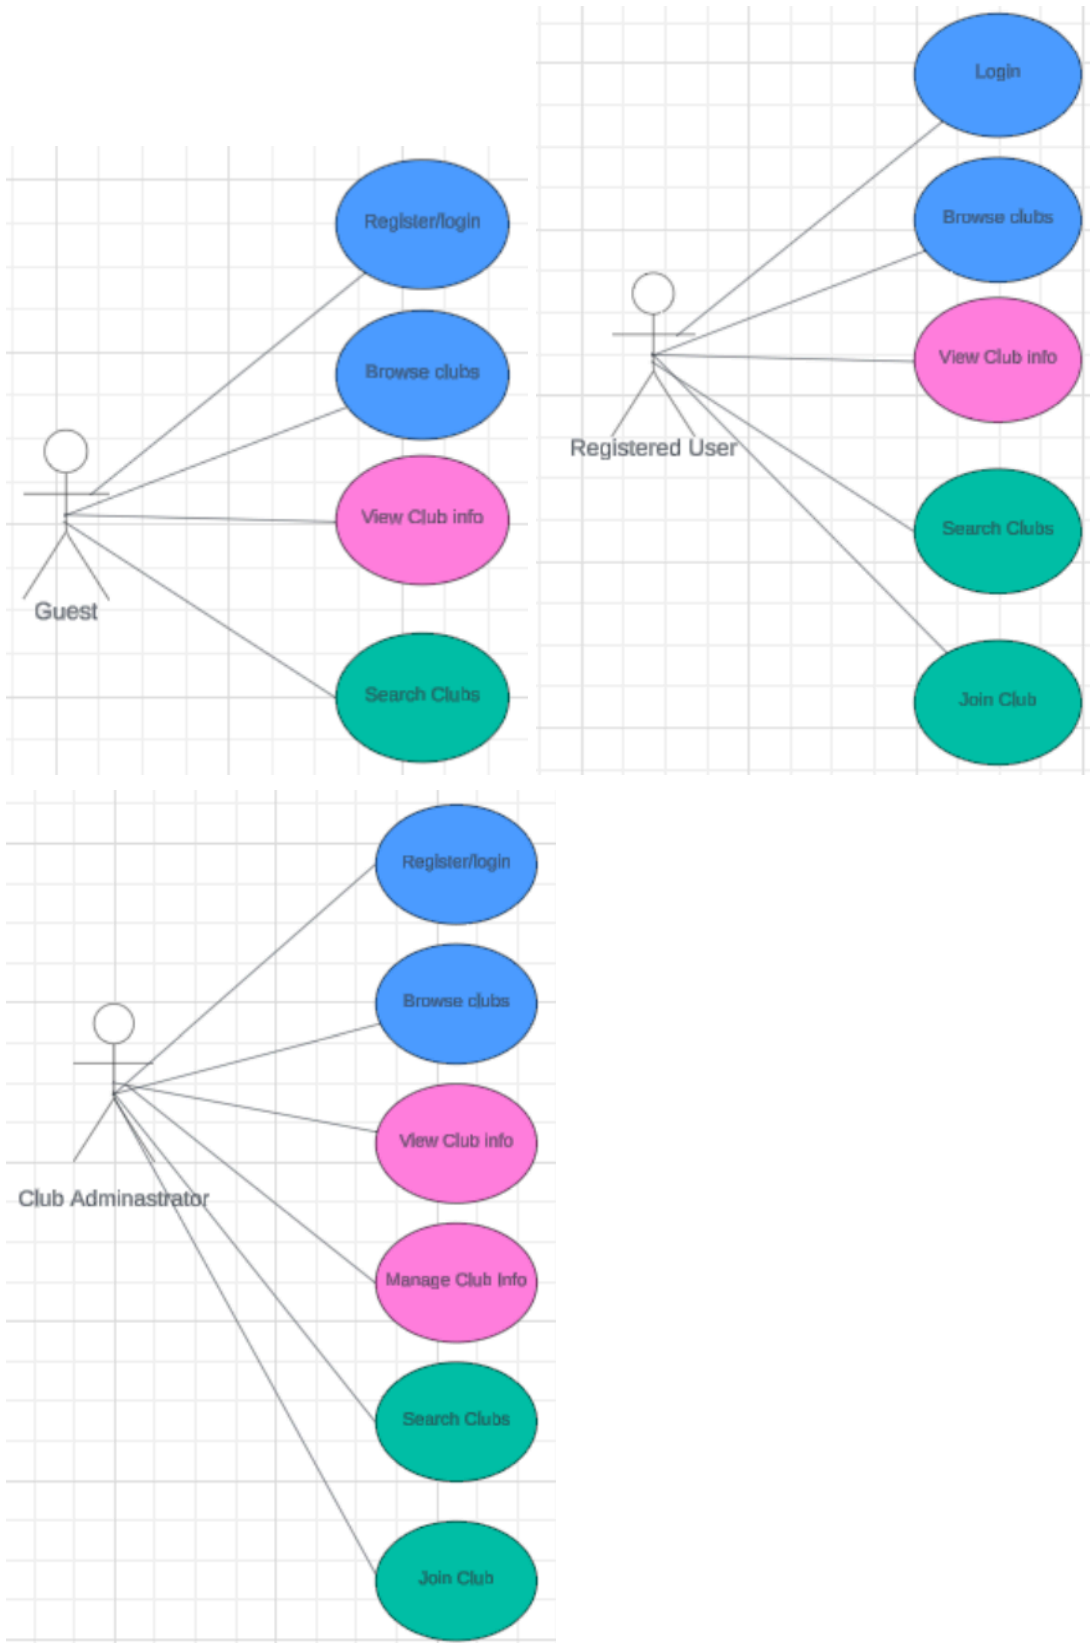 Register/login
Browse clubs
View Club info
Guest
Search Clubs
Login
Browse clubs
View Club info
Registered User
Search Clubs
Join Club
Register/login
Browse clubs
View Club info
Club Adminastrator
Manage Club Info
Search Clubs
Join Club